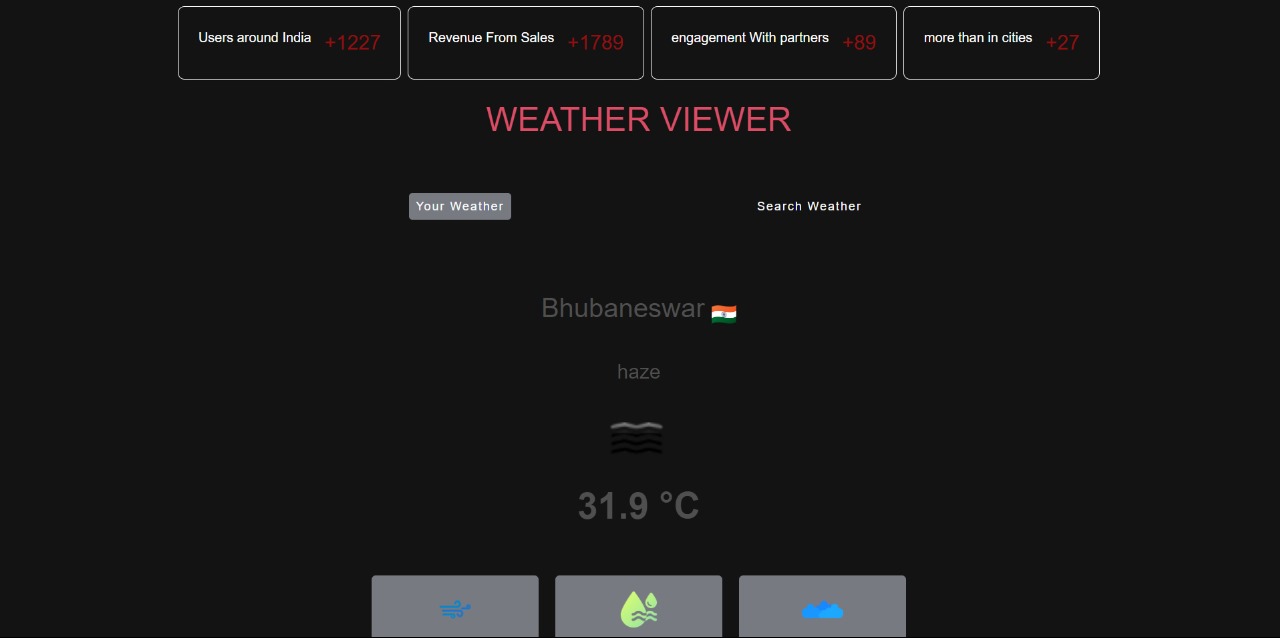 Users around India +1227
Revenue From Sales +1789
engagement With partners +89
more than in cities +27
WEATHER VIEWER
Your Weather
Search Weather
Bhubaneswar
haze
31.9 °C